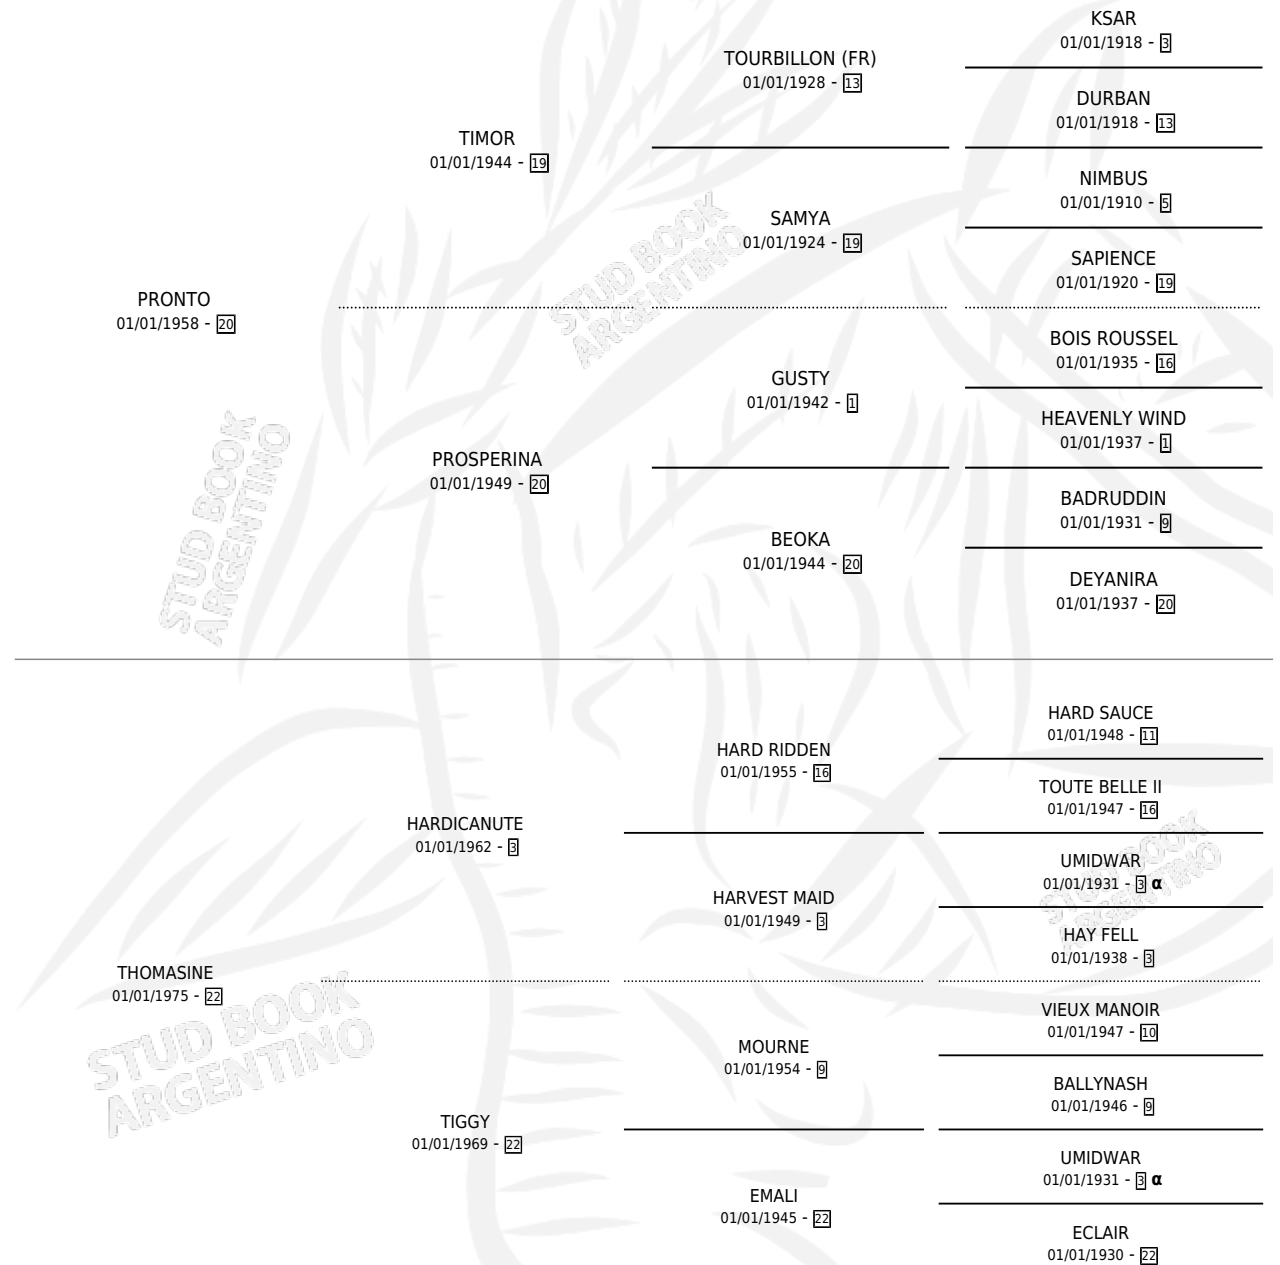 KSAR
01/01/1918 - 3
TOURBILLON (FR)
01/01/1928 - 13
DURBAN
01/01/1918 - 13
TIMOR
01/01/1944 - 19
NIMBUS
01/01/1910 - 5
SAMYA
01/01/1924 - 19
SAPIENCE
01/01/1920 - 19
STUD BOOK
ARGENTINO
PRONTO
01/01/1958 - 20
BOIS ROUSSEL
01/01/1935 - 16
GUSTY
01/01/1942 - 1
HEAVENLY WIND
01/01/1937 - 1
PROSPERINA
01/01/1949 - 20
BADRUDDIN
01/01/1931 - 9
BEOKA
01/01/1944 - 20
DEYANIRA
01/01/1937 - 20
STUD BOOK
ARGENTINO
HARD SAUCE
01/01/1948 - 11
HARD RIDDEN
01/01/1955 - 16
TOUTE BELLE II
01/01/1947 - 16
HARDICANUTE
01/01/1962 - 3
UMIDWAR
01/01/1931 - 3 α
HARVEST MAID
01/01/1949 - 3
HAY FELL
01/01/1938 - 3
STUD BOOK
ARGENTINO
THOMASINE
01/01/1975 - 22
VIEUX MANOIR
01/01/1947 - 10
MOURNE
01/01/1954 - 9
BALLYNASH
01/01/1946 - 9
STUD BOOK
ARGENTINO
TIGGY
01/01/1969 - 22
UMIDWAR
01/01/1931 - 3 α
EMALI
01/01/1945 - 22
ECLAIR
01/01/1930 - 22